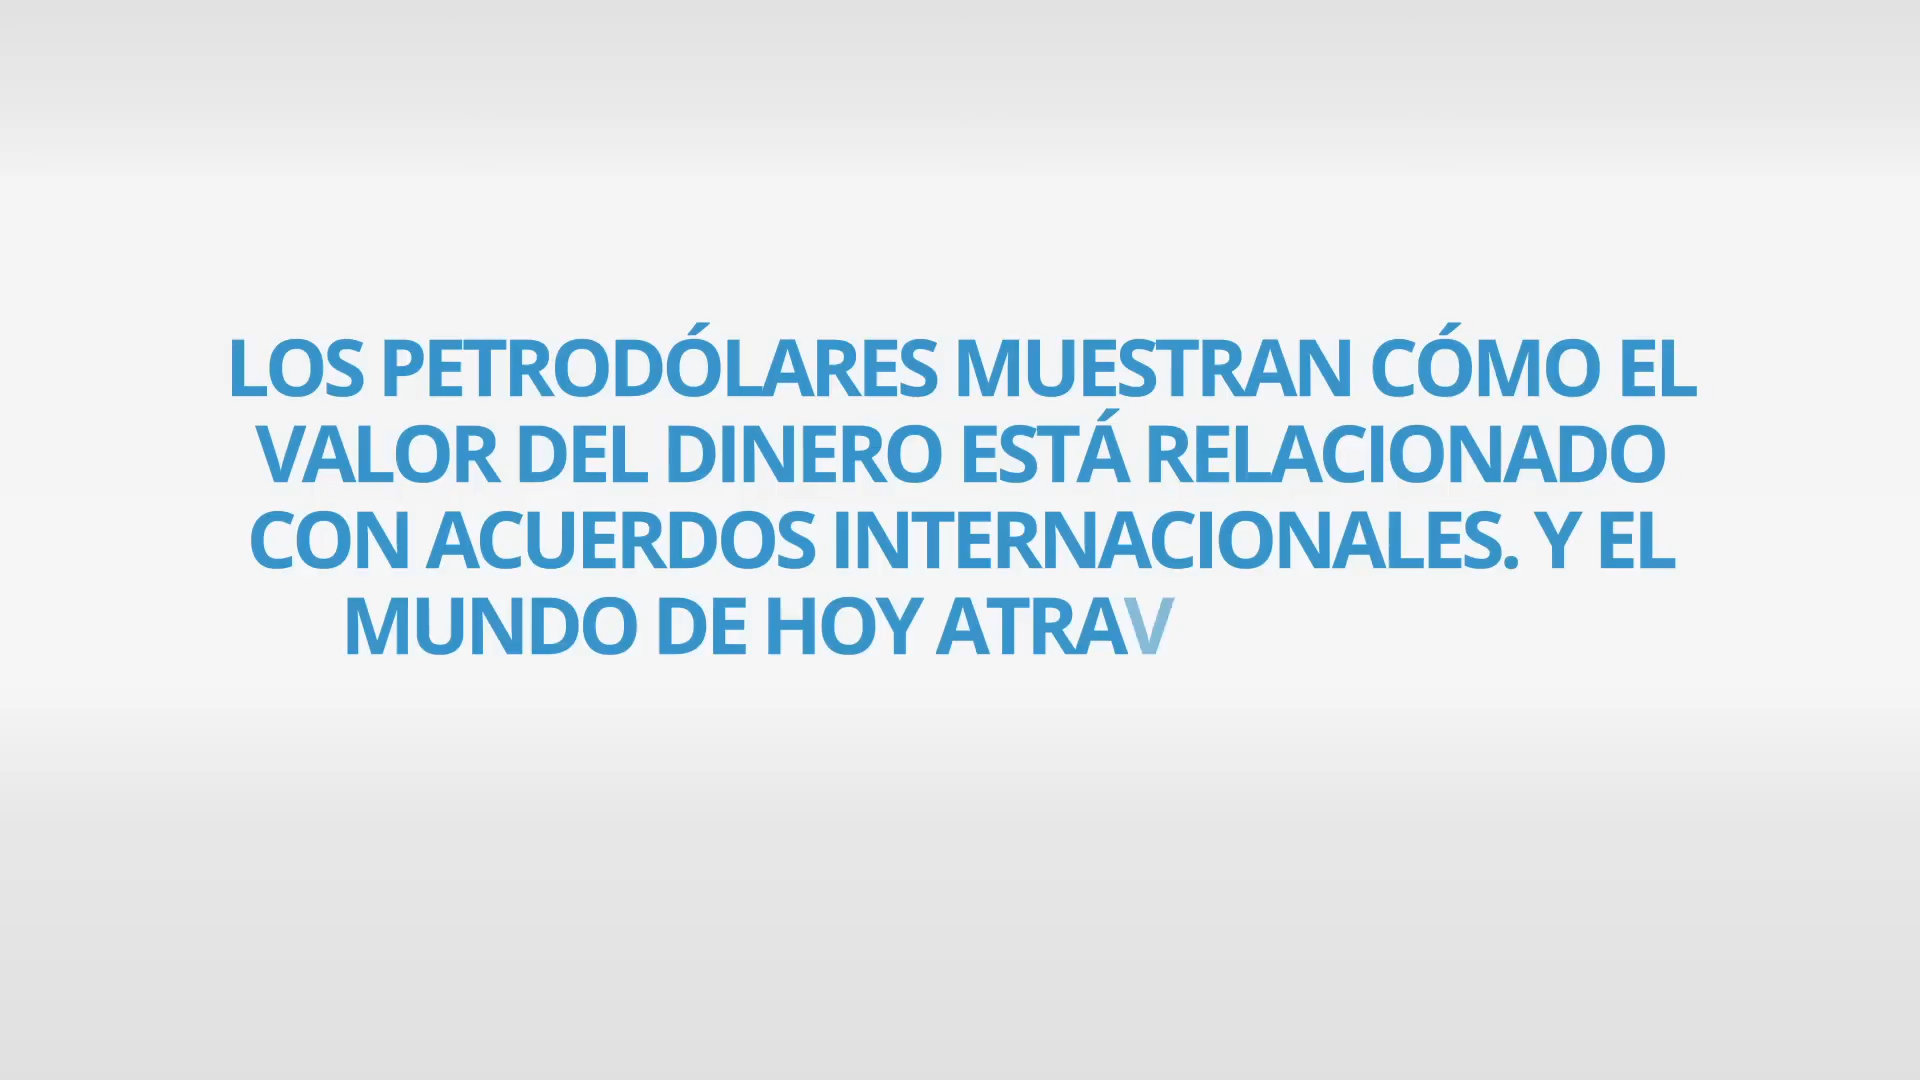 LOS PETRODÓLARES MUESTRAN CÓMO EL
VALOR DEL DINERO ESTÁ RELACIONADO
CON ACUERDOS INTERNACIONALES. Y EL
MUNDO DE HOY ATRAV